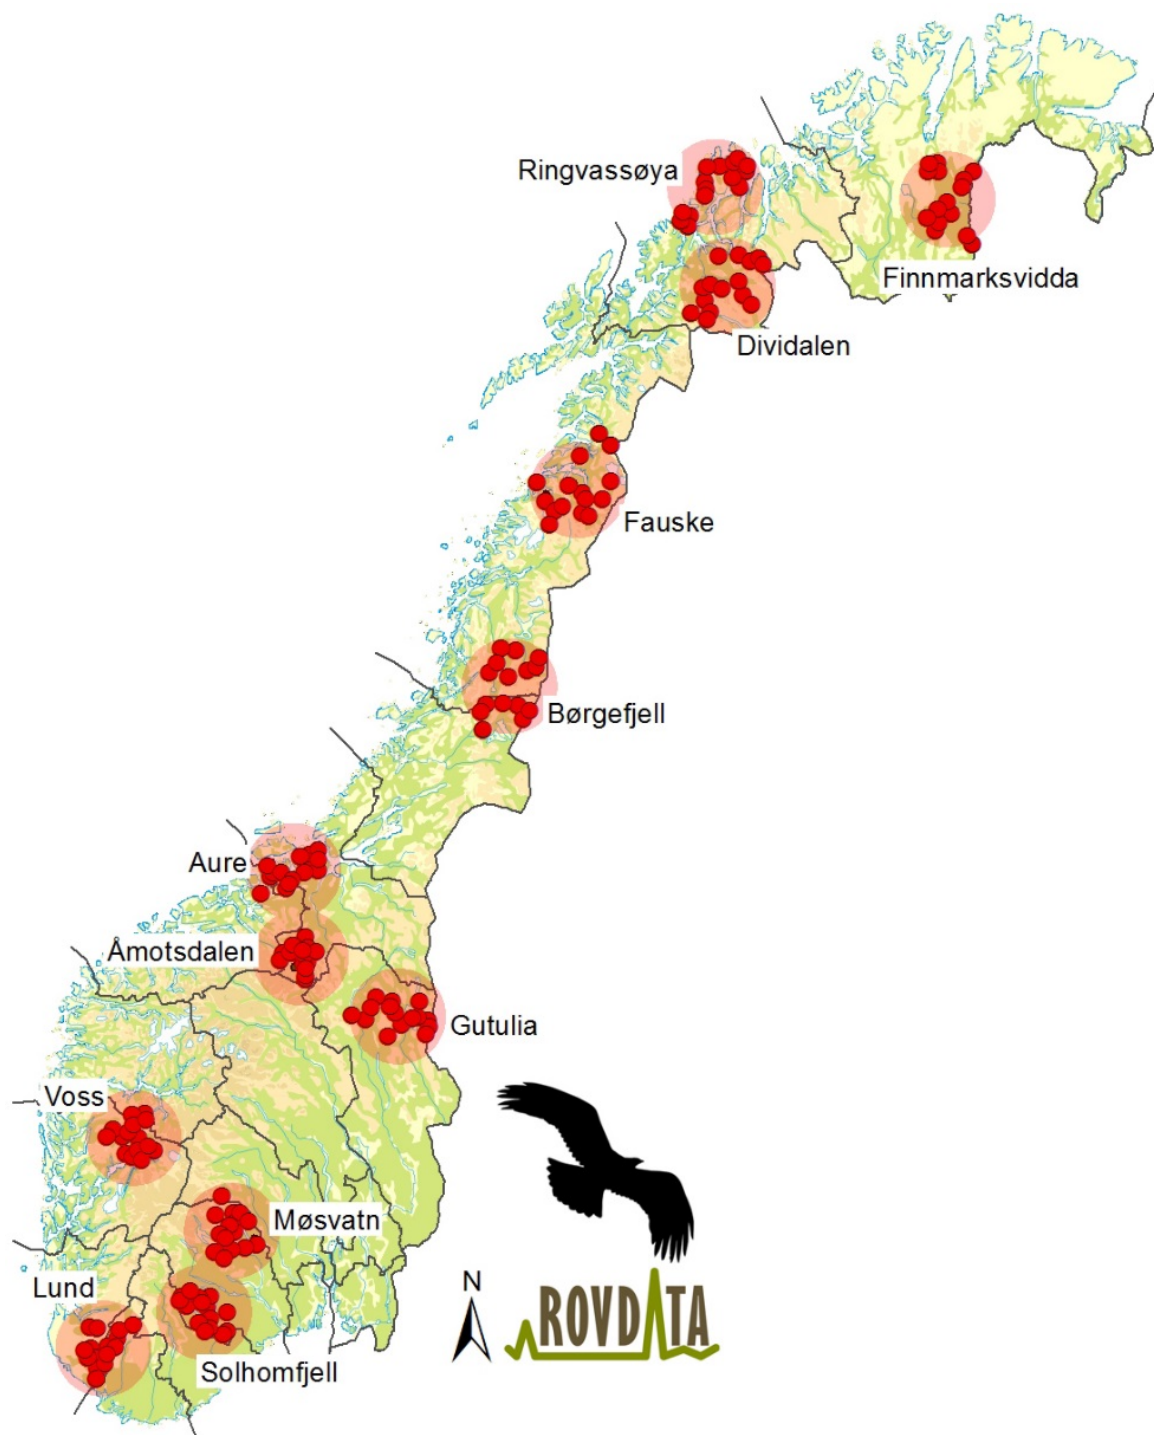 Ringvassøya
Finnmarksvidda
Dividalen
Fauske
Børgefjell
Aure
Åmotsdalen
Gutulia
Voss
Møsvatn
Lund
Solhomfjell
N
ROVDATA